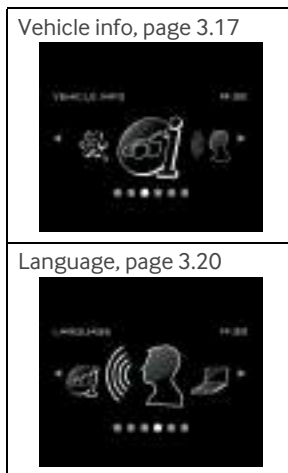 Vehicle info, page 3.17
VEHICLE INFO
Language, page 3.20
LANGUAGE